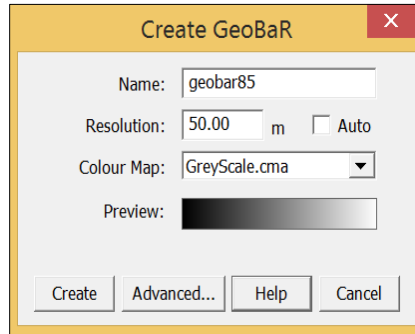 Create GeoBaR
Name: geobar85
Resolution: 50.00 m Auto
Colour Map: GreyScale.cma
Preview:
Create Advanced... Help Cancel